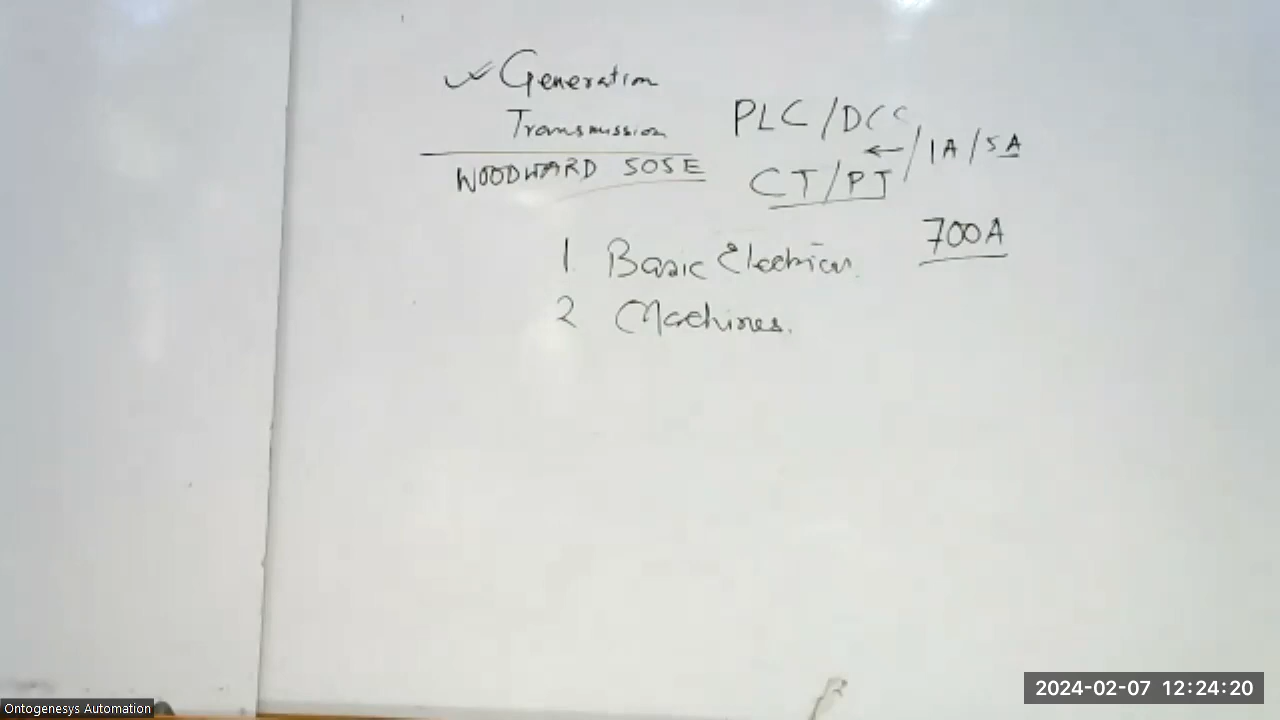 Generation
Transmission
WOODWARD 505E
PLC/DCS
CT/PT / 1A/5A
700A
1 Basic Electrical
2 Machines.
2024-02-07 12:24:20
Ontogenesys Automation